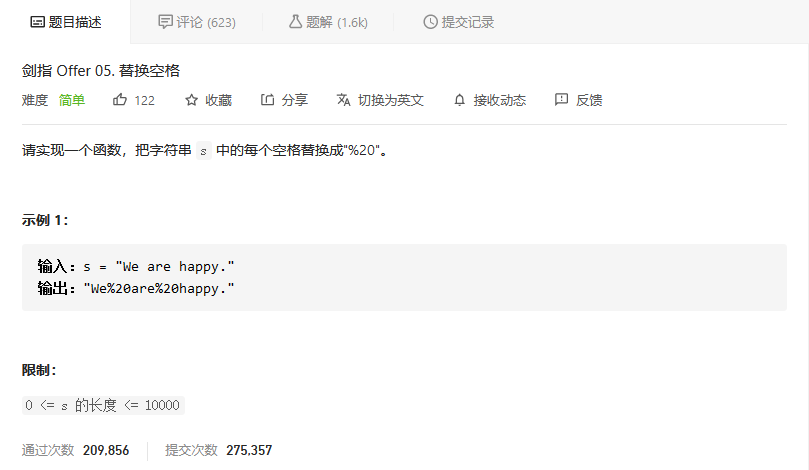 题目描述 评论 (623) 题解 (1.6k) 提交记录
剑指 Offer 05. 替换空格
难度 简单 122 收藏 分享 切换为英文 接收动态 反馈
请实现一个函数，把字符串 s 中的每个空格替换成"%20"。
示例 1：
输入：s = "We are happy."
输出："We%20are%20happy."
限制：
0 <= s 的长度 <= 10000
通过次数 209,856 提交次数 275,357